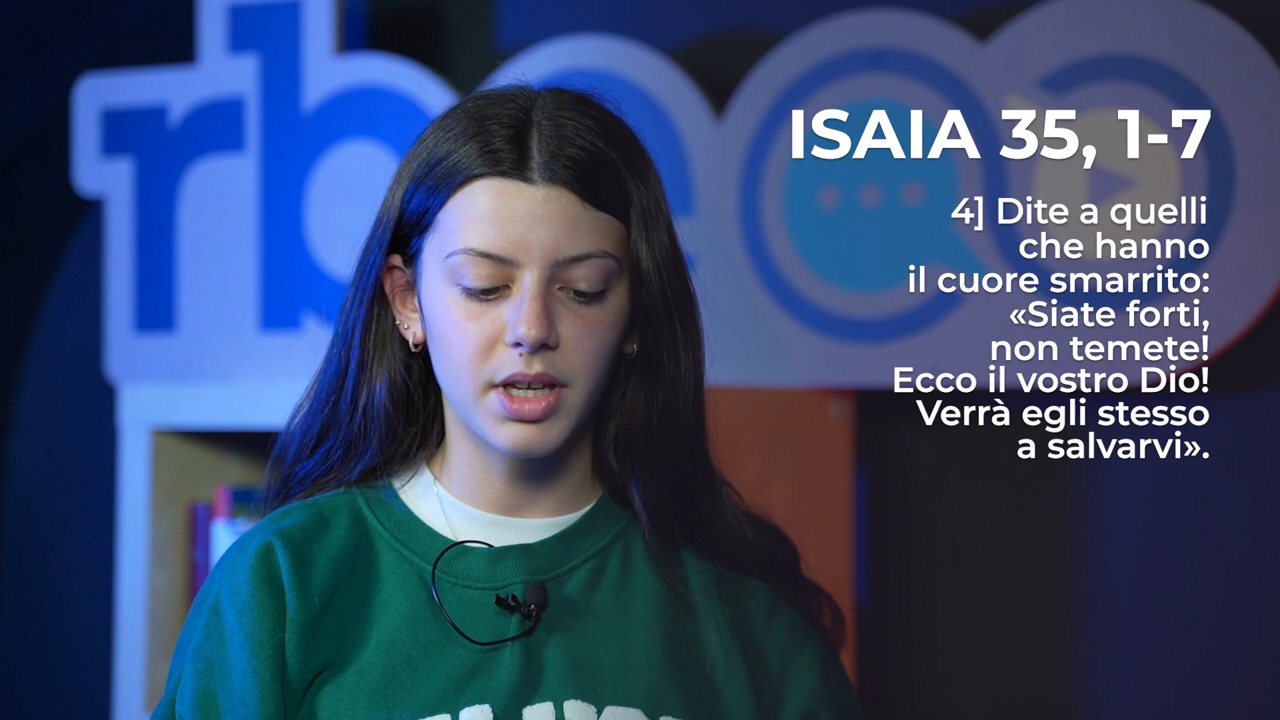 rbe
ISAIA 35, 1-7
4] Dite a quelli
che hanno
il cuore smarrito:
«Siate forti,
non temete!
Ecco il vostro Dio!
Verrà egli stesso
a salvarvi».